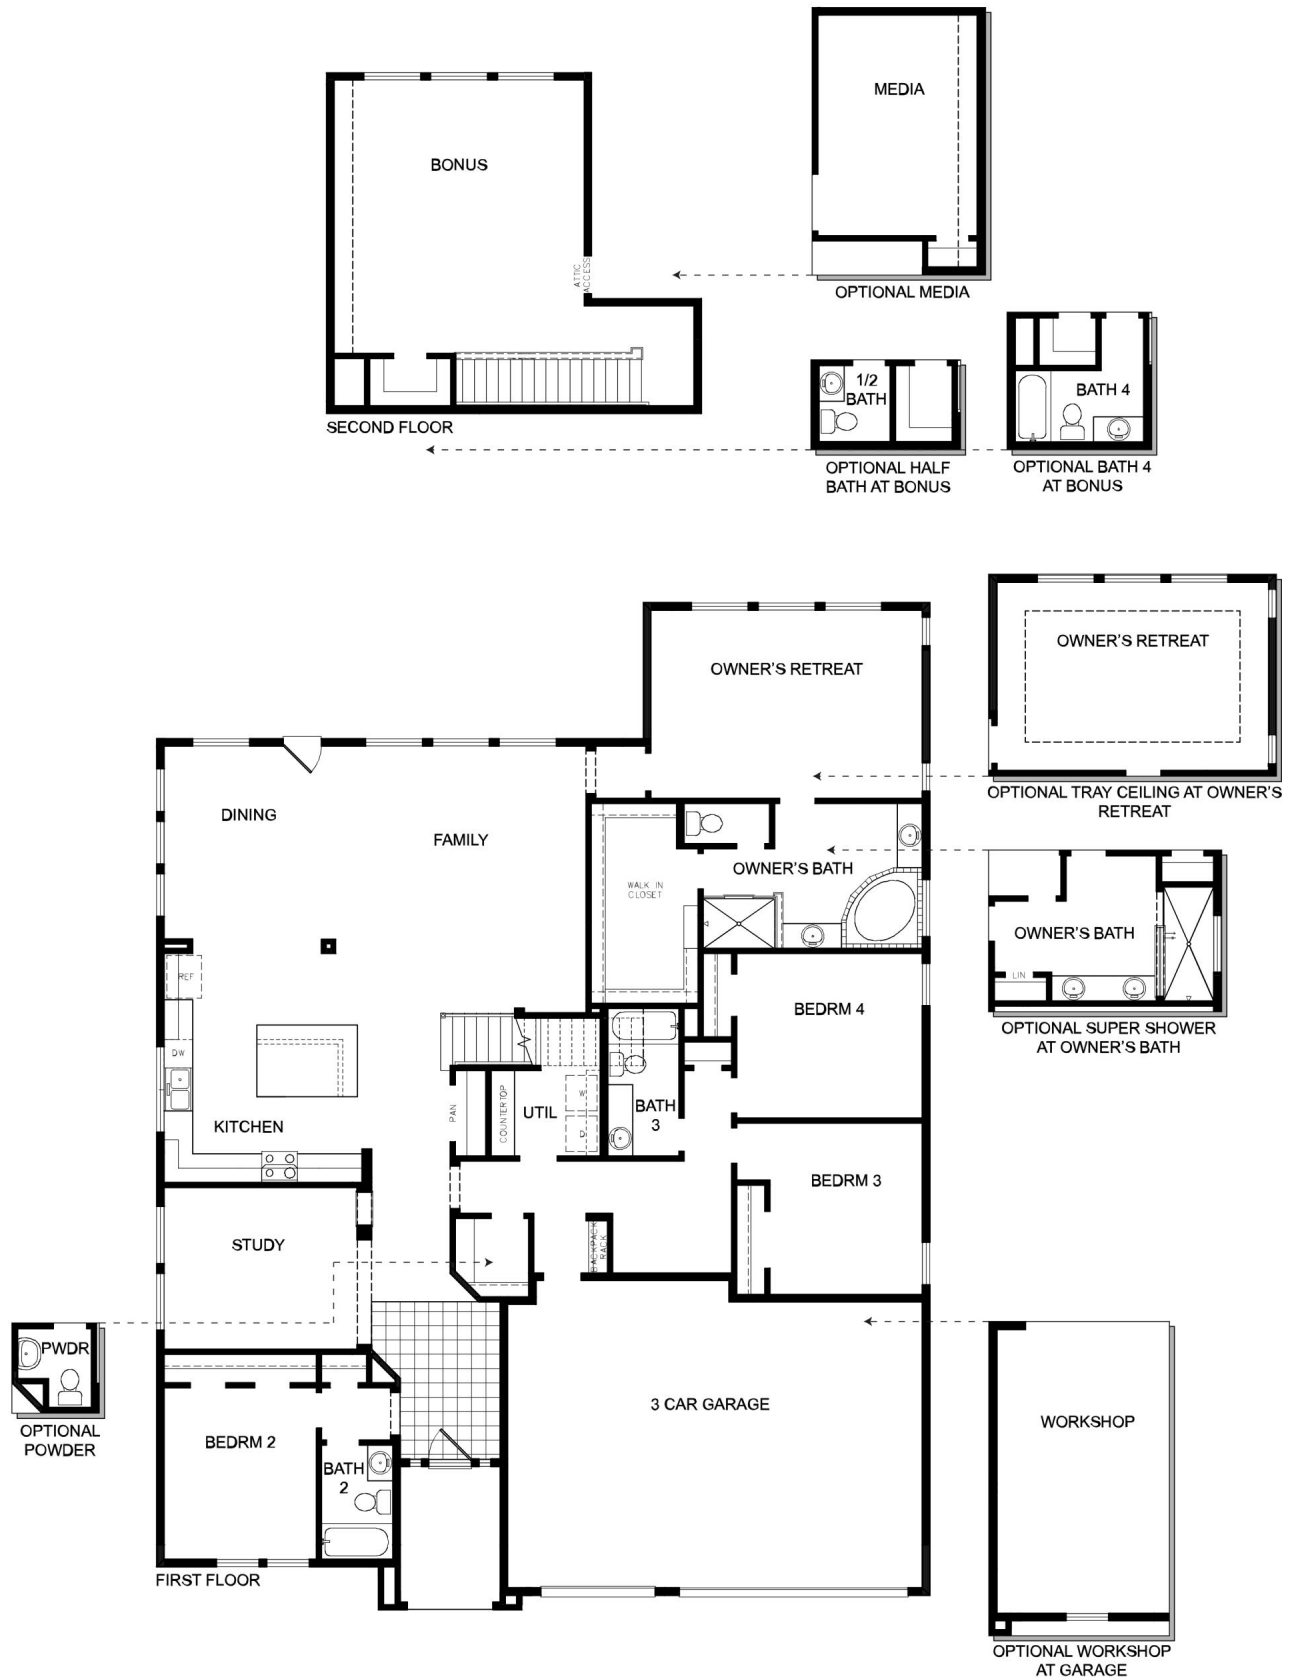 MEDIA
BONUS
ATTIC
ACCESS
OPTIONAL MEDIA
1/2
BATH
BATH 4
SECOND FLOOR
OPTIONAL HALF
BATH AT BONUS
OPTIONAL BATH 4
AT BONUS
OWNER'S RETREAT
OWNER'S RETREAT
OPTIONAL TRAY CEILING AT OWNER'S
RETREAT
DINING
FAMILY
OWNER'S BATH
WALK IN
CLOSET
OWNER'S BATH
LIN
OPTIONAL SUPER SHOWER
AT OWNER'S BATH
REF
BEDRM 4
DW
W
D
PAN
COUNTERTOP
UTIL
BATH
3
KITCHEN
BEDRM 3
STUDY
BACKPACK
RACK
PWDR
OPTIONAL
POWDER
3 CAR GARAGE
WORKSHOP
BEDRM 2
BATH
2
FIRST FLOOR
OPTIONAL WORKSHOP
AT GARAGE